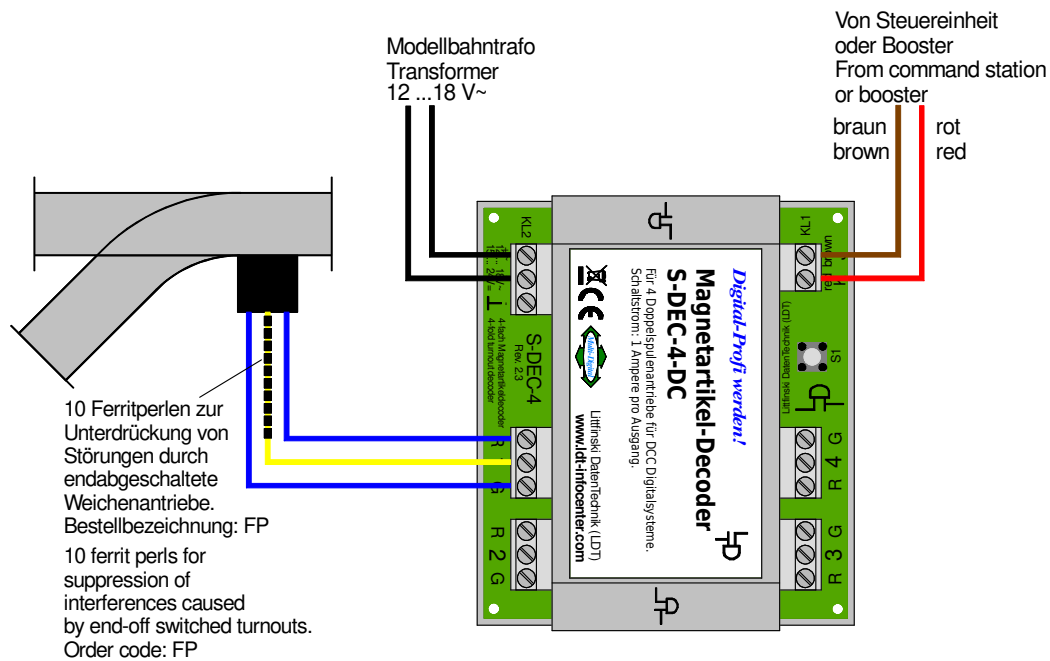 Modellbahntrafo
Transformer
12 ...18 V~
Von Steuereinheit
oder Booster
From command station
or booster
braun
brown
rot
red
KL2
KL1
S1
Littfinski DatenTechnik (LDT)
4-fach Magnetartikeldecoder
4-fold turnout decoder
S-DEC-4
Rev. 2.3
Digital-Profi werden!
Magnetartikel-Decoder
S-DEC-4-DC
Für 4 Doppelspulenantriebe für DCC Digitalsysteme.
Schaltstrom: 1 Ampere pro Ausgang.
CE
Multi-Digital
Littfinski DatenTechnik (LDT)
www.ldt-infocenter.com
R
G
R 2 G
R 4 G
R 3 G
10 Ferritperlen zur
Unterdrückung von
Störungen durch
endabgeschaltete
Weichenantriebe.
Bestellbezeichnung: FP
10 ferrit perls for
suppression of
interferences caused
by end-off switched turnouts.
Order code: FP